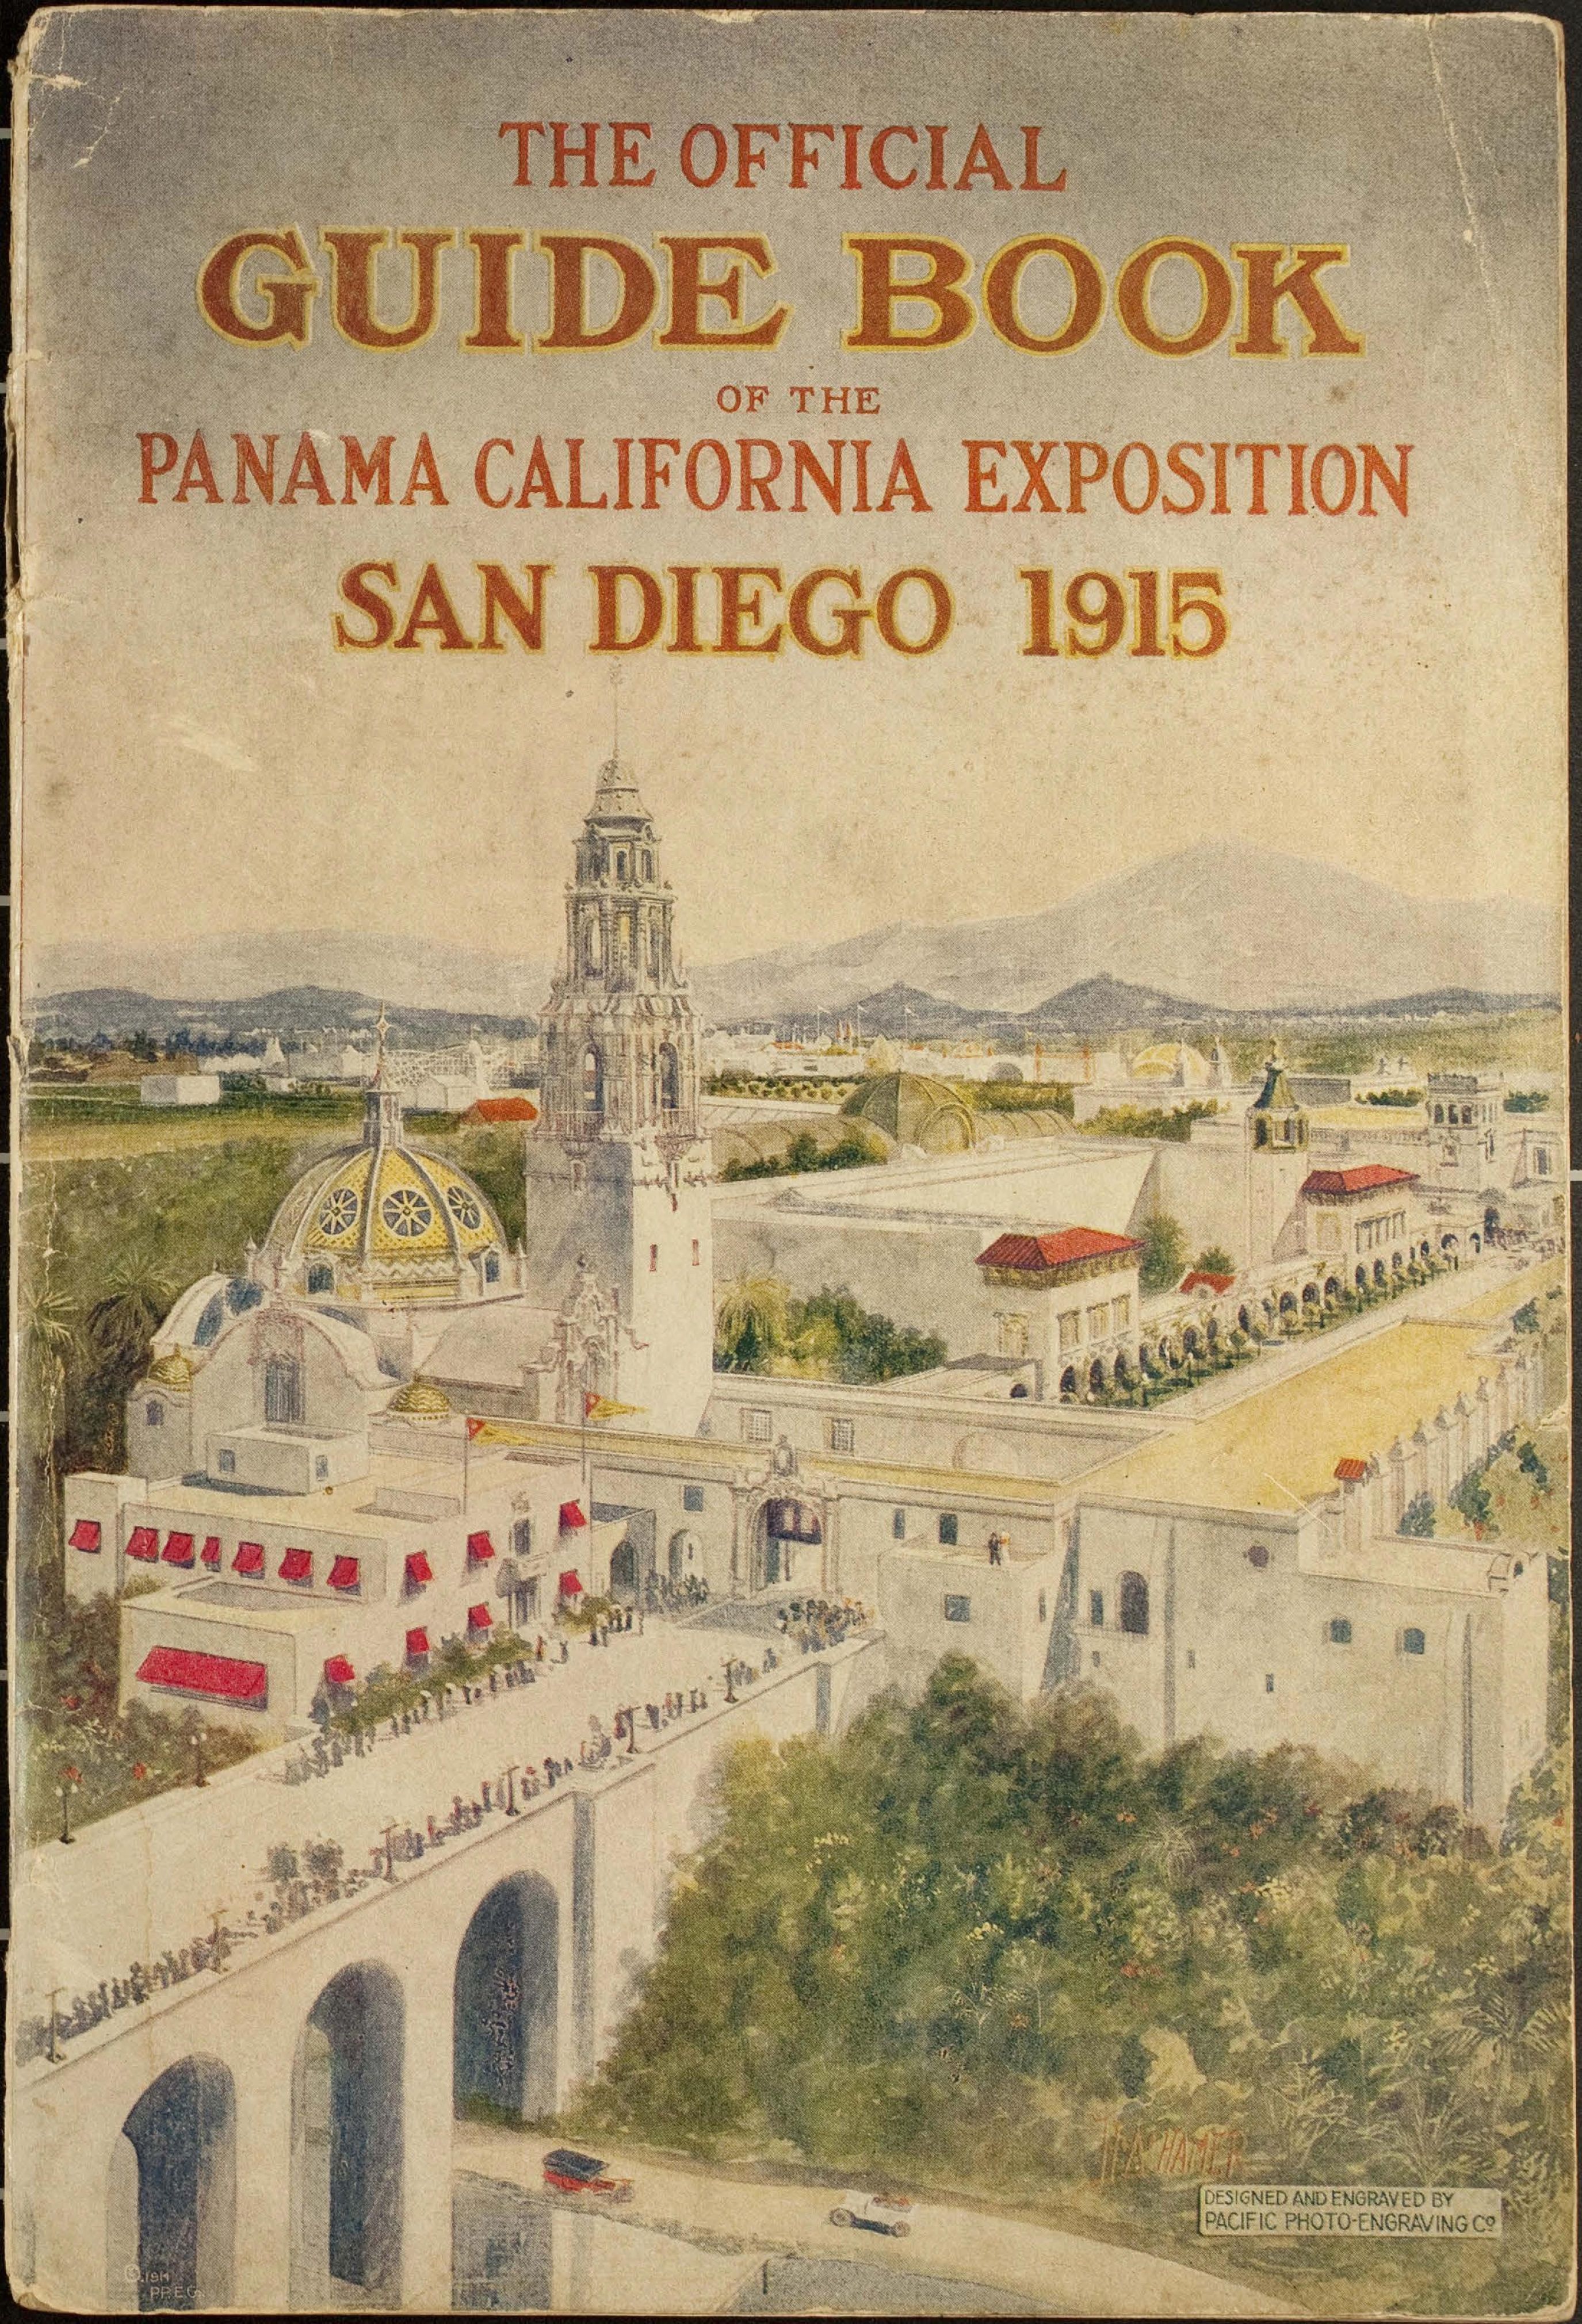 THE OFFICIAL
GUIDE BOOK
OF THE
PANAMA CALIFORNIA EXPOSITION
SAN DIEGO 1915
DESIGNED AND ENGRAVED BY
PACIFIC PHOTO-ENGRAVING Cº
P.P.E.Co